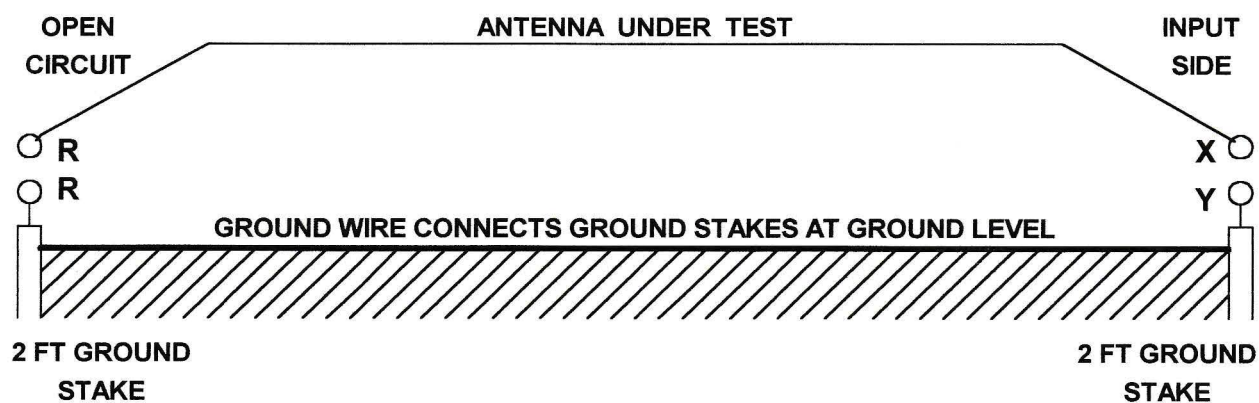 OPEN
CIRCUIT
ANTENNA UNDER TEST
INPUT
SIDE
R
X
R
Y
GROUND WIRE CONNECTS GROUND STAKES AT GROUND LEVEL
2 FT GROUND
STAKE
2 FT GROUND
STAKE